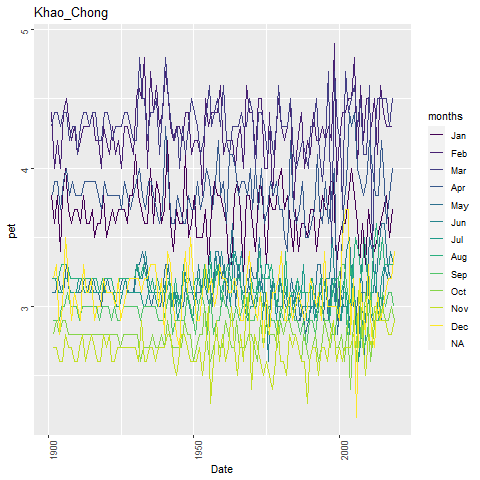 Khao_Chong
5
4
3
pet
1900
1950
2000
Date
months
Jan
Feb
Mar
Apr
May
Jun
Jul
Aug
Sep
Oct
Nov
Dec
NA